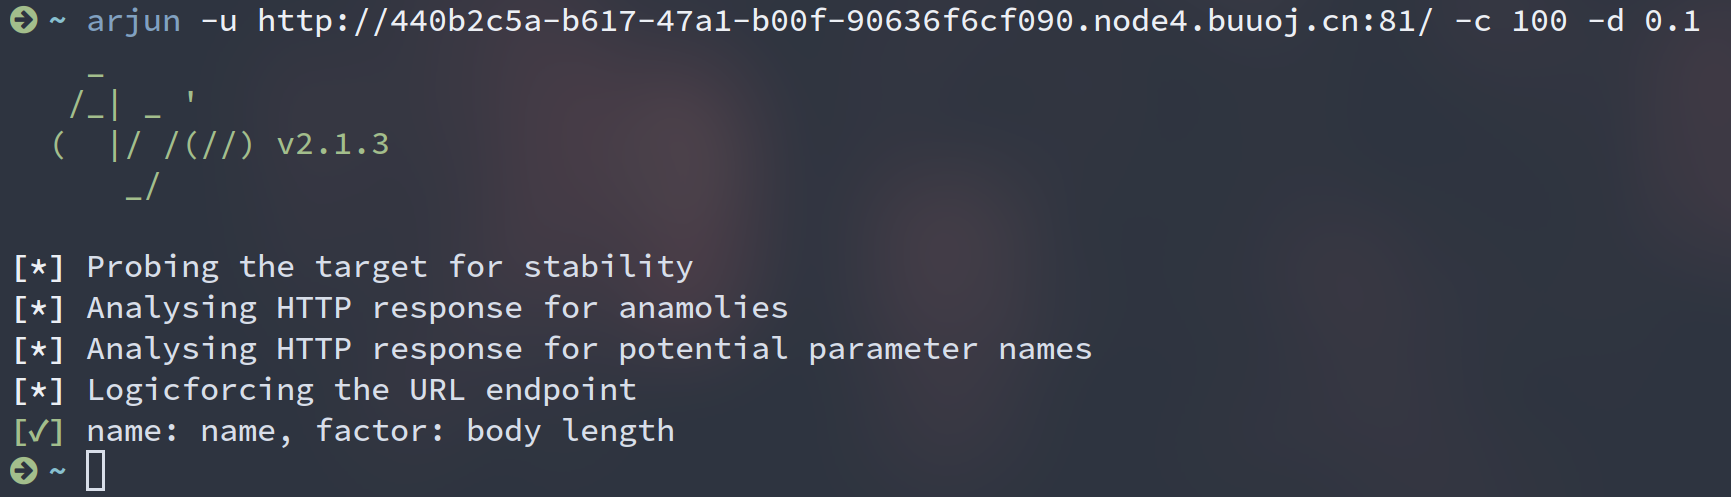 ~ arjun -u http://440b2c5a-b617-47a1-b00f-90636f6cf090.node4.buuoj.cn:81/ -c 100 -d 0.1
    _
   /_| _ '
  (  |/ /(//) v2.1.3
      _/
[*] Probing the target for stability
[*] Analysing HTTP response for anamolies
[*] Analysing HTTP response for potential parameter names
[*] Logicforcing the URL endpoint
[✓] name: name, factor: body length
~